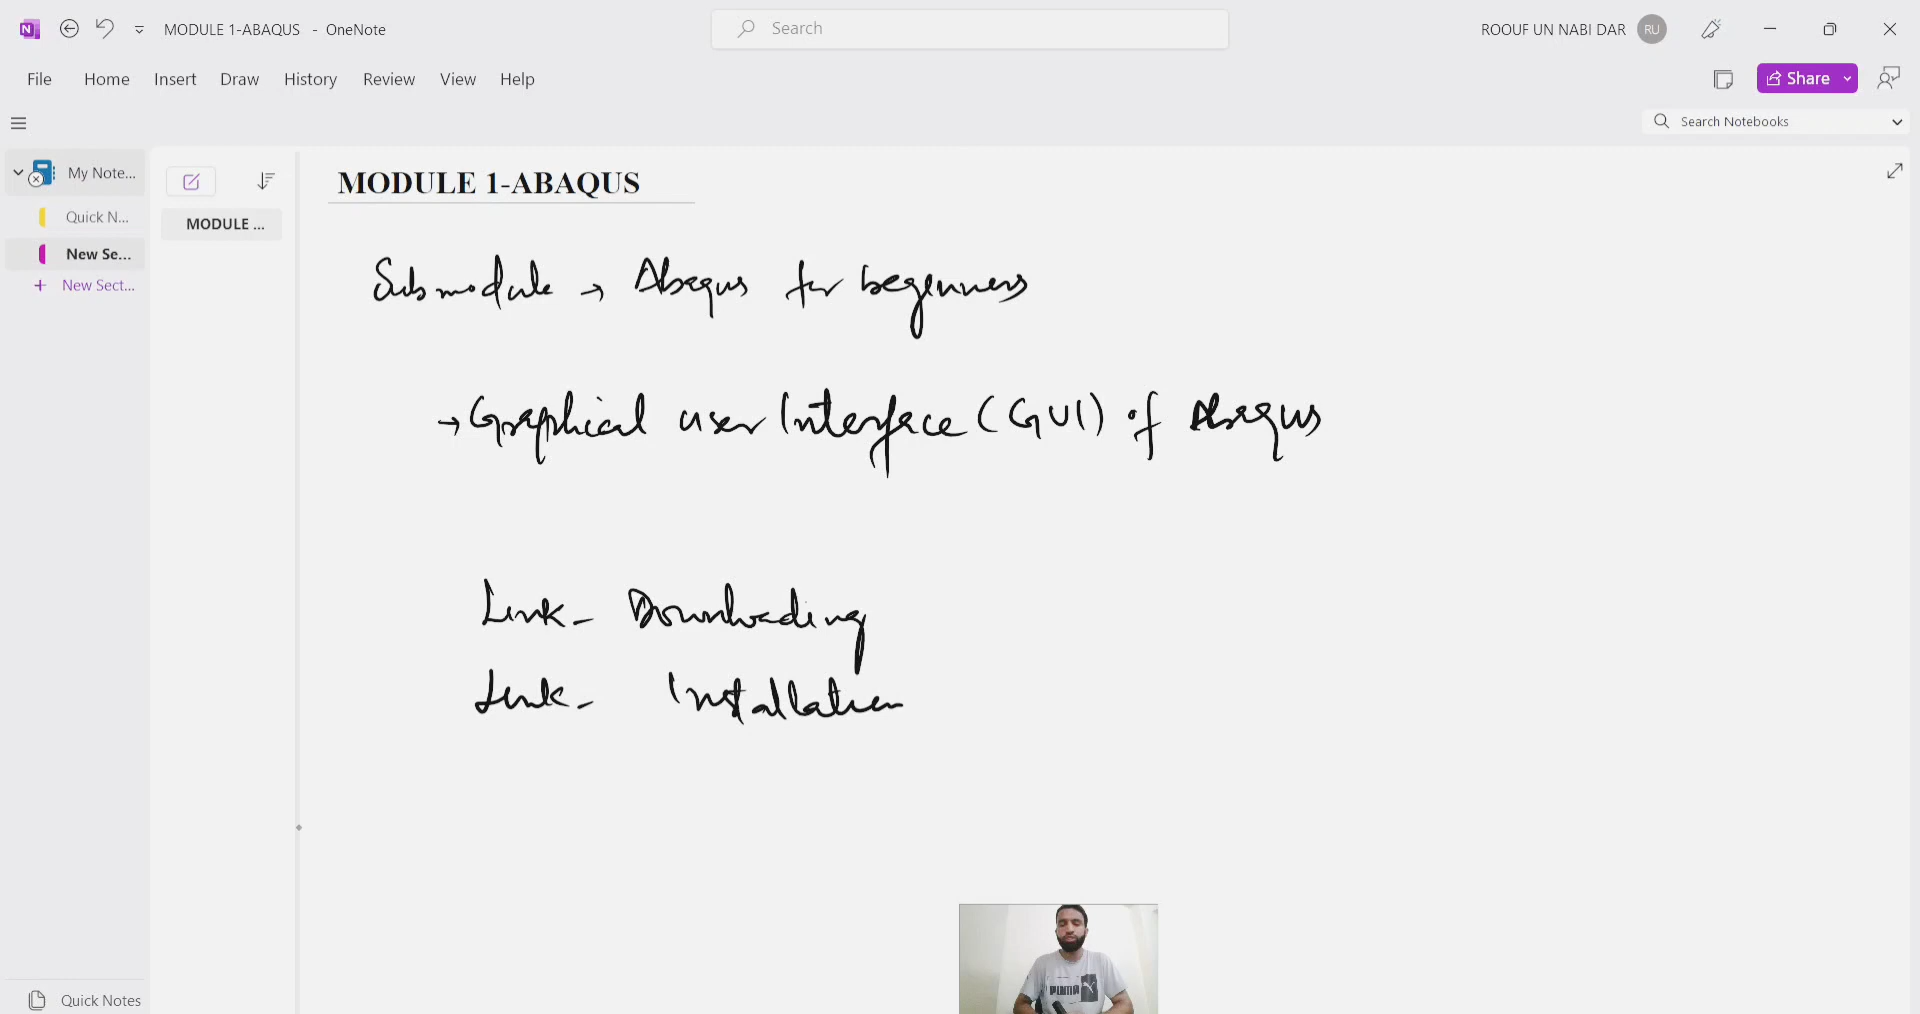 MODULE 1-ABAQUS - OneNote
Search
ROOUF UN NABI DAR
RU
File Home Insert Draw History Review View Help
Share
Search Notebooks
My Note...
Quick N...
New Se...
New Sect...
MODULE ...
MODULE 1-ABAQUS
Submodule → Abaqus for beginners
→ Graphical user Interface (GUI) of Abaqus
Link - Downloading
Link - Installation
PUMA
Quick Notes